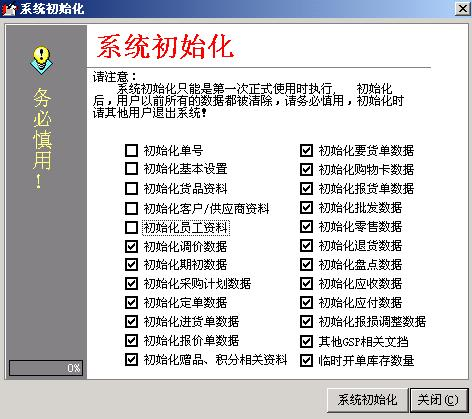 系统初始化
系统初始化
务必慎用！
请注意：
系统初始化只能是第一次正式使用时执行， 初始化
后，用户以前所有的数据都被清除，请务必慎用，初始化时
请其他用户退出系统！
初始化单号
初始化基本设置
初始化货品资料
初始化客户/供应商资料
初始化员工资料
初始化调价数据
初始化期初数据
初始化采购计划数据
初始化定单数据
初始化进货单数据
初始化报价单数据
初始化赠品、积分相关资料
初始化要货单数据
初始化购物卡数据
初始化报货单数据
初始化批发数据
初始化零售数据
初始化退货数据
初始化盘点数据
初始化应收数据
初始化应付数据
初始化报损调整数据
其他GSP相关文档
临时开单库存数量
0%
系统初始化
关闭(C)